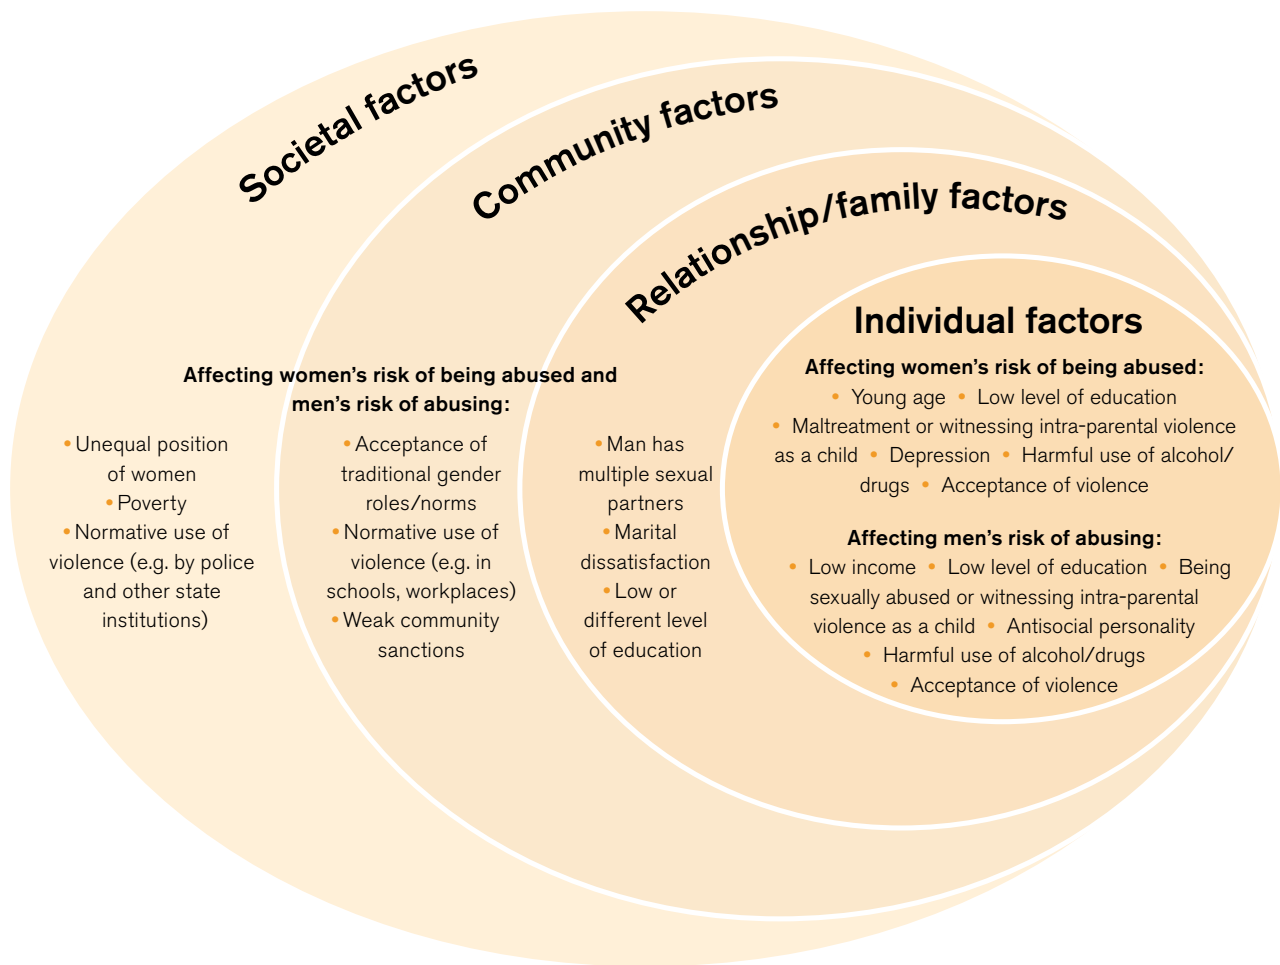 Societal factors
Community factors
Relationship/family factors
Individual factors
Affecting women’s risk of being abused and
men’s risk of abusing:
• Unequal position
of women
• Poverty
• Normative use of
violence (e.g. by police
and other state
institutions)
• Acceptance of
traditional gender
roles/norms
• Normative use of
violence (e.g. in
schools, workplaces)
• Weak community
sanctions
• Man has
multiple sexual
partners
• Marital
dissatisfaction
• Low or
different level
of education
Affecting women’s risk of being abused:
• Young age • Low level of education
• Maltreatment or witnessing intra-parental violence
as a child • Depression • Harmful use of alcohol/
drugs • Acceptance of violence
Affecting men’s risk of abusing:
• Low income • Low level of education • Being
sexually abused or witnessing intra-parental
violence as a child • Antisocial personality
• Harmful use of alcohol/drugs
• Acceptance of violence